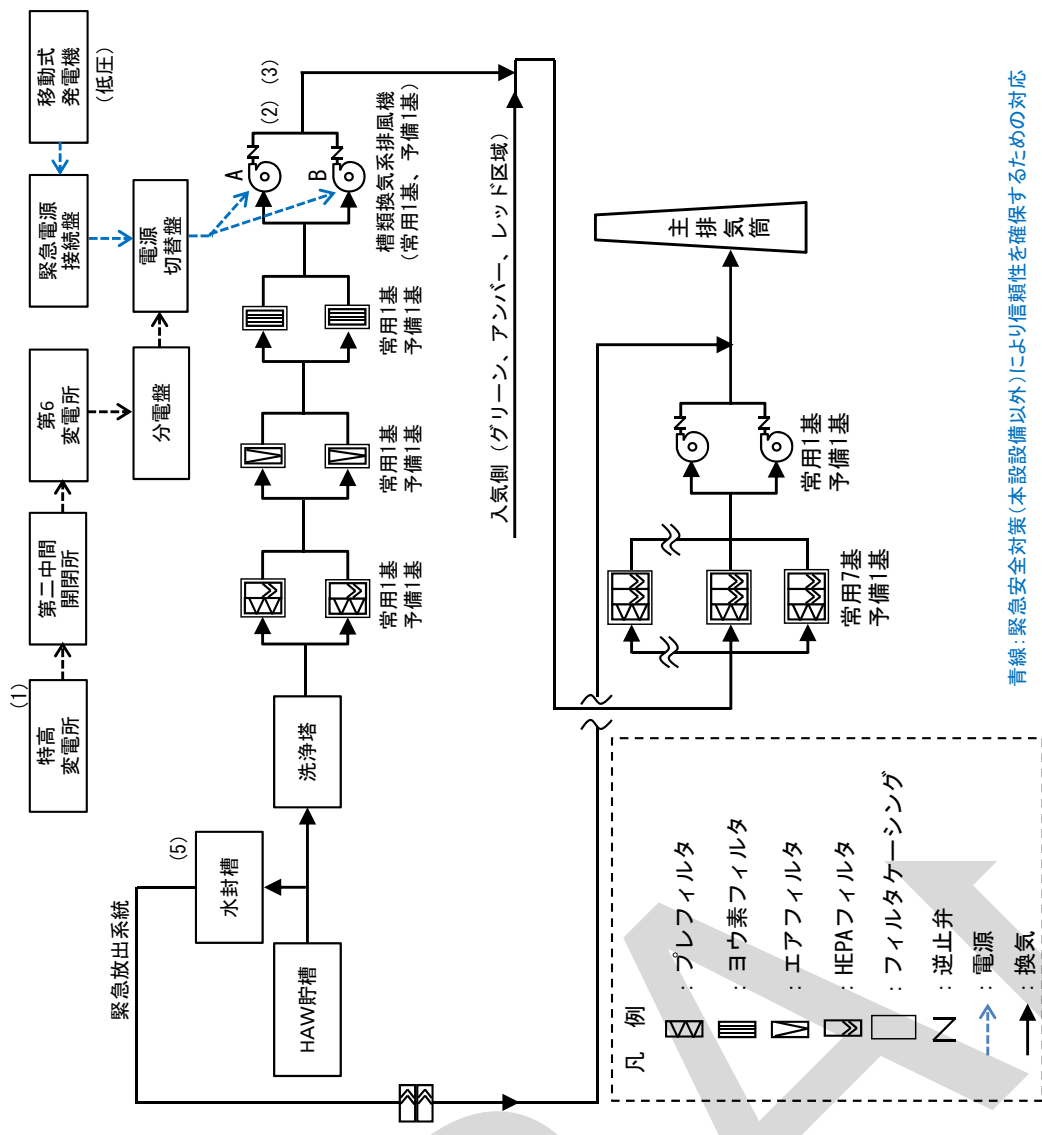 (1)
特高
変電所
第二中間
開閉所
第6
変電所
分電盤
緊急電源
接続盤
移動式
発電機
(低圧)
電源
切替盤
緊急放出系統
水封槽
(5)
HAW貯槽
洗浄塔
常用1基
予備1基
常用1基
予備1基
常用1基
予備1基
A
B
(2) (3)
槽類換気系排風機
(常用1基、予備1基)
入気側 (グリーン、アンバー、レッド区域)
常用7基
予備1基
常用1基
予備1基
主
排
気
筒
凡 例
：プレフィルタ
：ヨウ素フィルタ
：エアフィルタ
：HEPAフィルタ
：フィルタケーシング
：逆止弁
：電源
：換気
青線：緊急安全対策(本設設備以外)により信頼性を確保するための対応